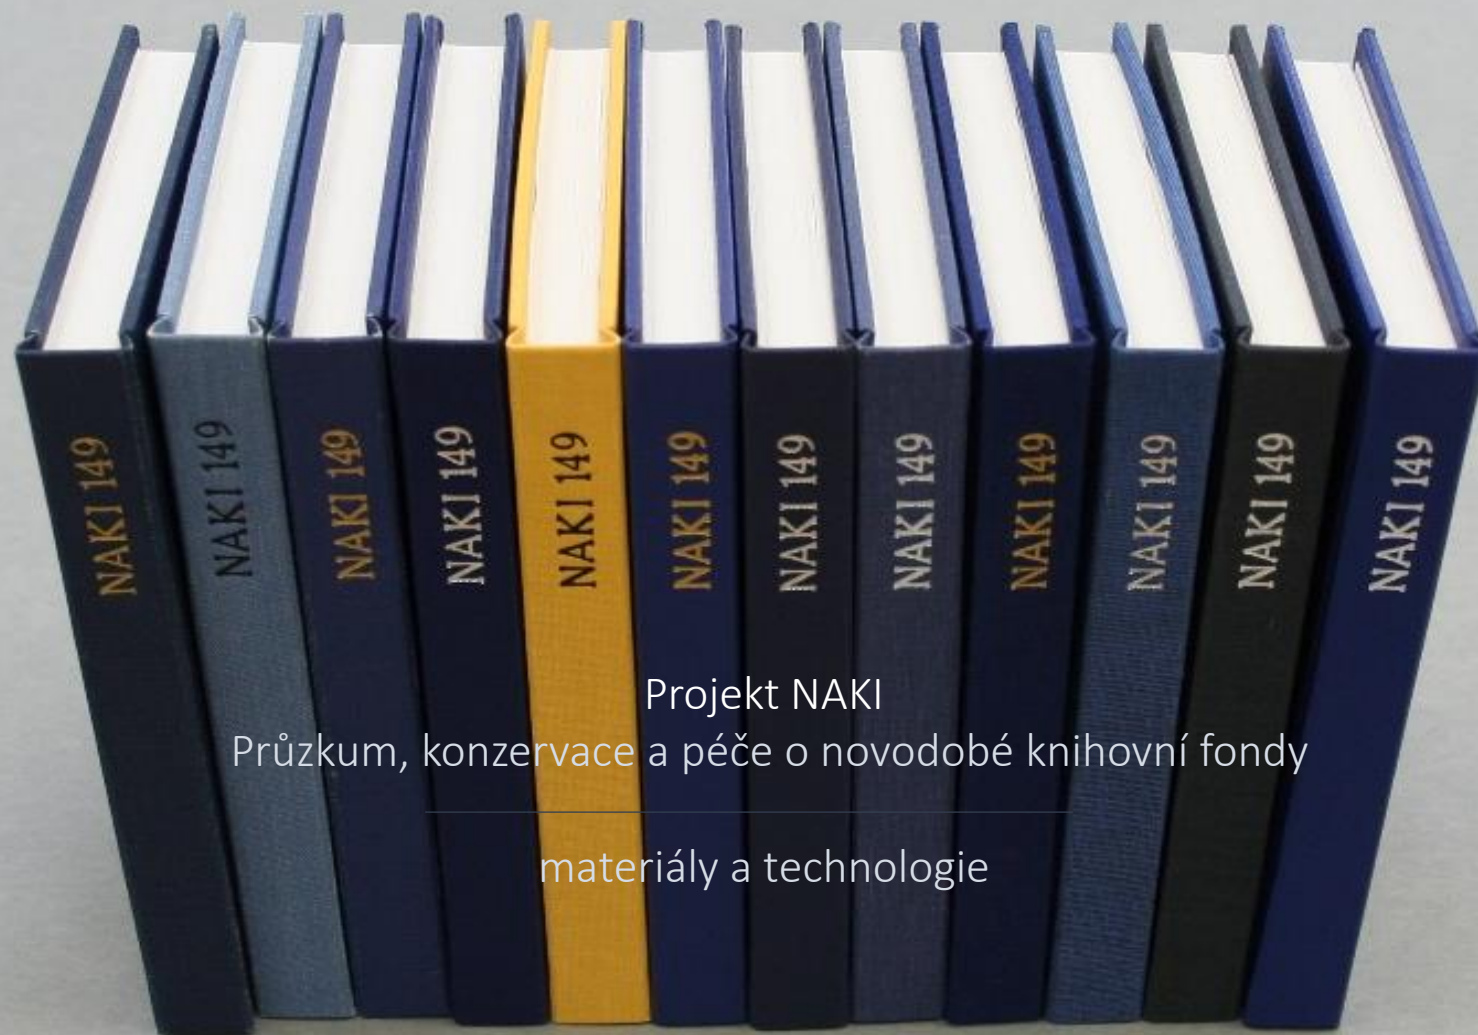 NAKI 149
NAKI 149
NAKI 149
NAKI 149
NAKI 149
NAKI 149
NAKI 149
NAKI 149
NAKI 149
NAKI 149
NAKI 149
NAKI 149
Projekt NAKI
Průzkum, konzervace a péče o novodobé knihovní fondy
materiály a technologie